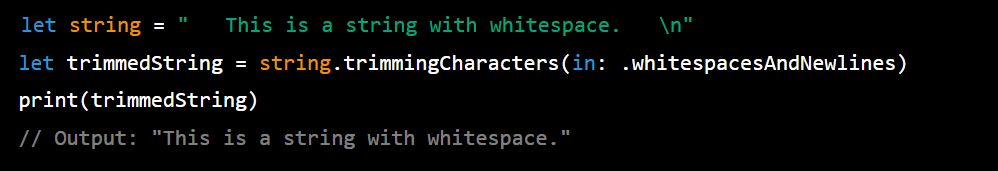 let string = "   This is a string with whitespace.   \n"
let trimmedString = string.trimmingCharacters(in: .whitespacesAndNewlines)
print(trimmedString)
// Output: "This is a string with whitespace."